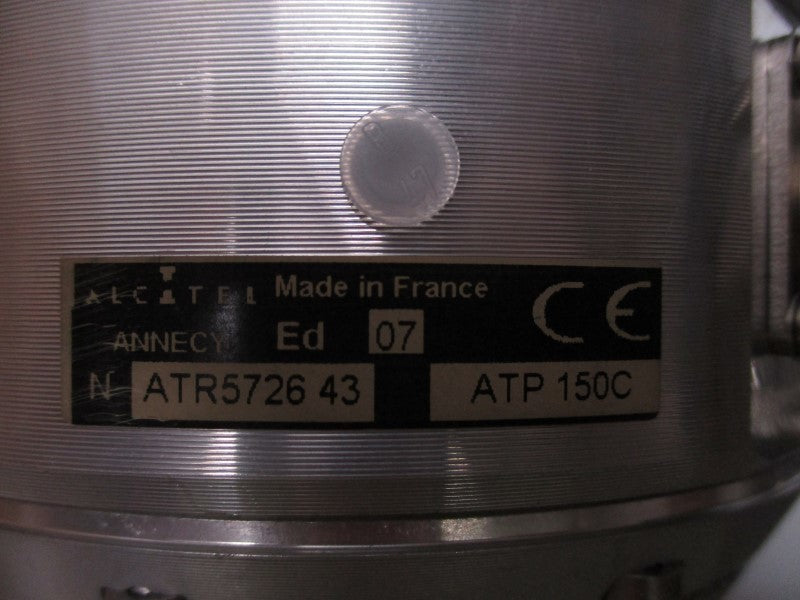 ALCATEL Made in France
CE
ANNECY Ed 07
N ATR5726 43 ATP 150C